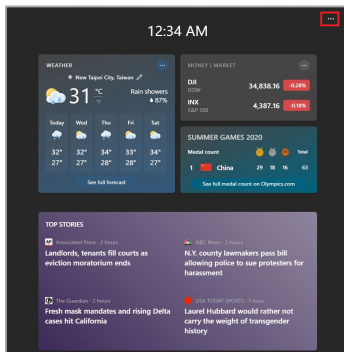 12:34 AM
WEATHER
New Taipei City, Taiwan
31 °C
°F
Rain showers
87%
Today Wed Thu Fri Sat
32° 32° 34° 33° 34°
27° 27° 28° 27° 27°
See full forecast
MONEY | MARKET
DJI
DOW
34,838.16 -0.28%
INX
S&P 500
4,387.16 -0.18%
SUMMER GAMES 2020
Medal count Total
1 China 29 18 16 63
See full medal count on Olympics.com
TOP STORIES
AP Associated Press · 2 hours
Landlords, tenants fill courts as
eviction moratorium ends
NBC News · 2 hours
N.Y. county lawmakers pass bill
allowing police to sue protesters for
harassment
The Guardian · 2 hours
Fresh mask mandates and rising Delta
cases hit California
USA TODAY SPORTS · 1 hour
Laurel Hubbard would rather not
carry the weight of transgender
history